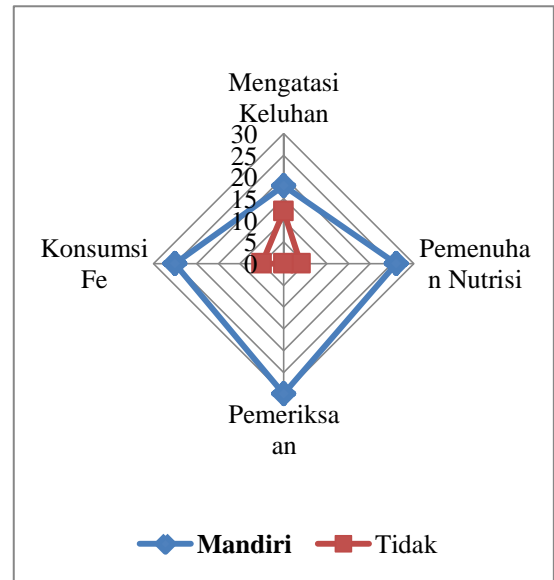 Mengatasi
Keluhan
30
25
20
15
10
5
0
Konsumsi
Fe
Pemenuha
n Nutrisi
Pemeriksa
an
Mandiri
Tidak